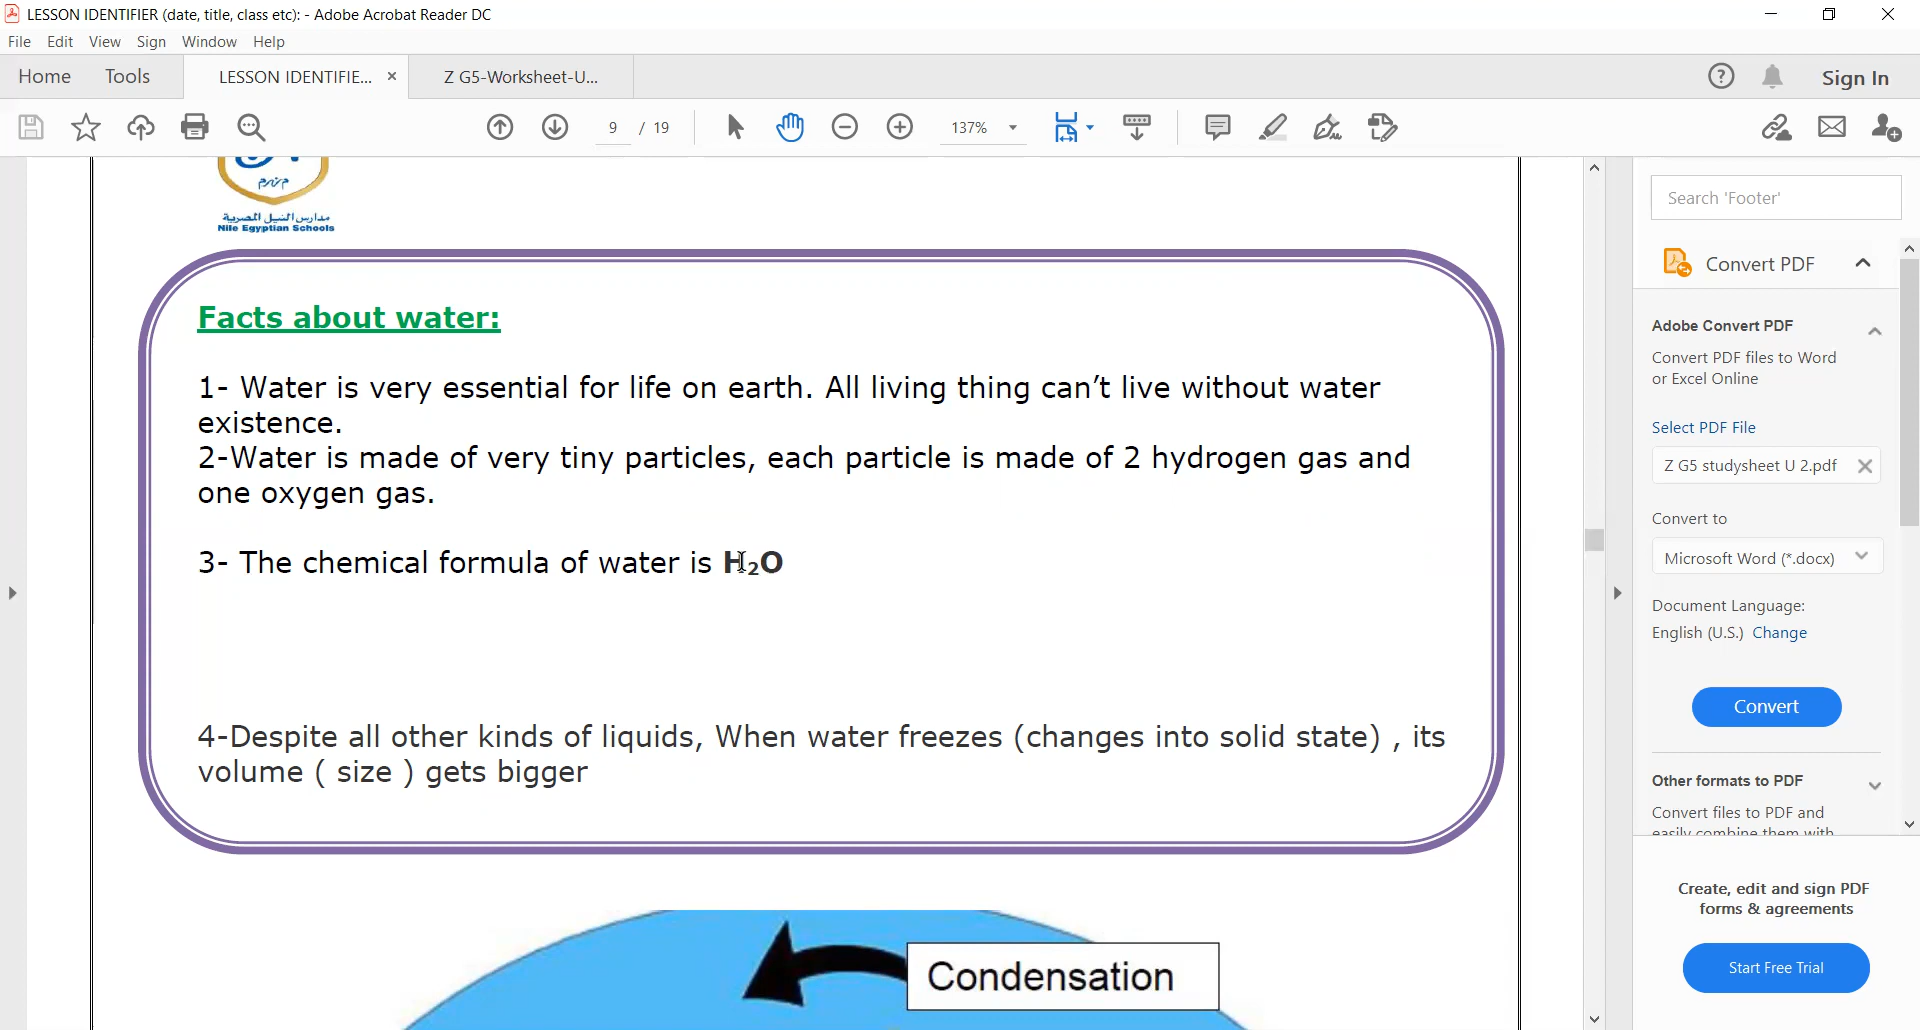 LESSON IDENTIFIER (date, title, class etc): - Adobe Acrobat Reader DC
File Edit View Sign Window Help
Home Tools LESSON IDENTIFIE... × Z G5-Worksheet-U... Sign In
9 / 19 137%
مدارس النيل المصرية
Nile Egyptian Schools
Facts about water:
1- Water is very essential for life on earth. All living thing can’t live without water
existence.
2-Water is made of very tiny particles, each particle is made of 2 hydrogen gas and
one oxygen gas.
3- The chemical formula of water is H₂O
4-Despite all other kinds of liquids, When water freezes (changes into solid state) , its
volume ( size ) gets bigger
Condensation
Search 'Footer'
Convert PDF
Adobe Convert PDF
Convert PDF files to Word
or Excel Online
Select PDF File
Z G5 studysheet U 2.pdf
Convert to
Microsoft Word (*.docx)
Document Language:
English (U.S.) Change
Convert
Other formats to PDF
Convert files to PDF and
easily combine them with
Create, edit and sign PDF
forms & agreements
Start Free Trial